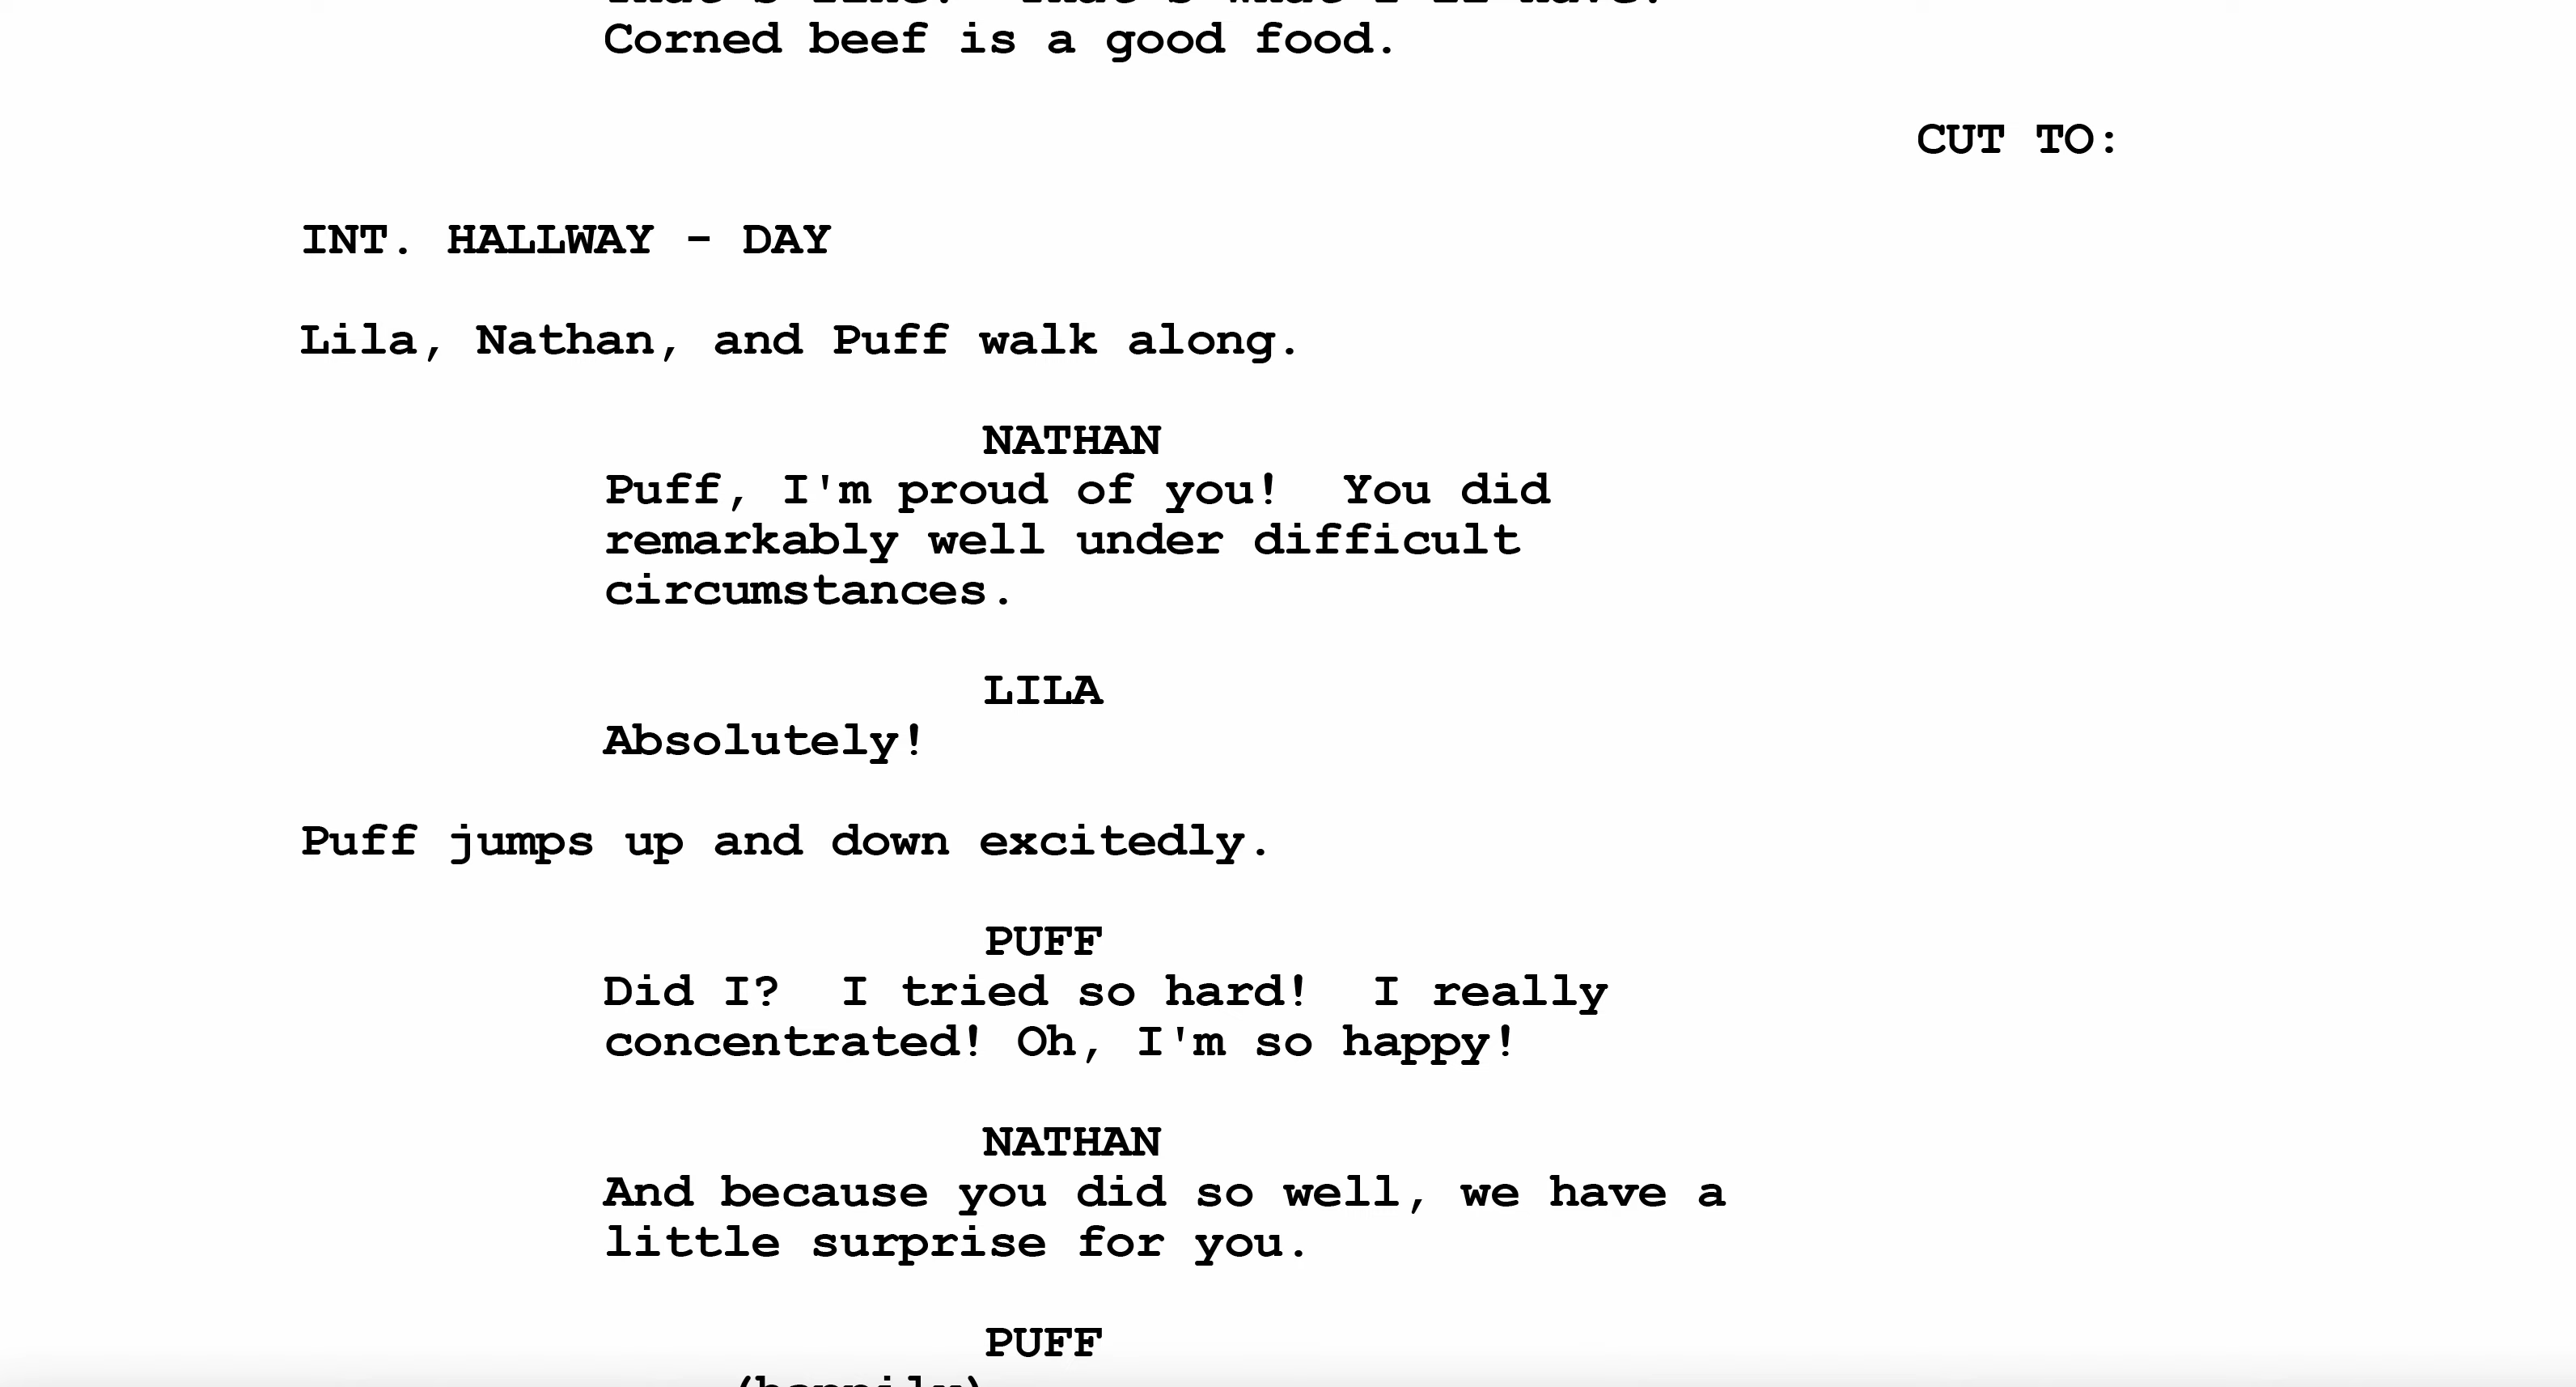 Corned beef is a good food.
CUT TO:
INT. HALLWAY - DAY
Lila, Nathan, and Puff walk along.
NATHAN
Puff, I'm proud of you!  You did
remarkably well under difficult
circumstances.
LILA
Absolutely!
Puff jumps up and down excitedly.
PUFF
Did I?  I tried so hard!  I really
concentrated! Oh, I'm so happy!
NATHAN
And because you did so well, we have a
little surprise for you.
PUFF
(happily)